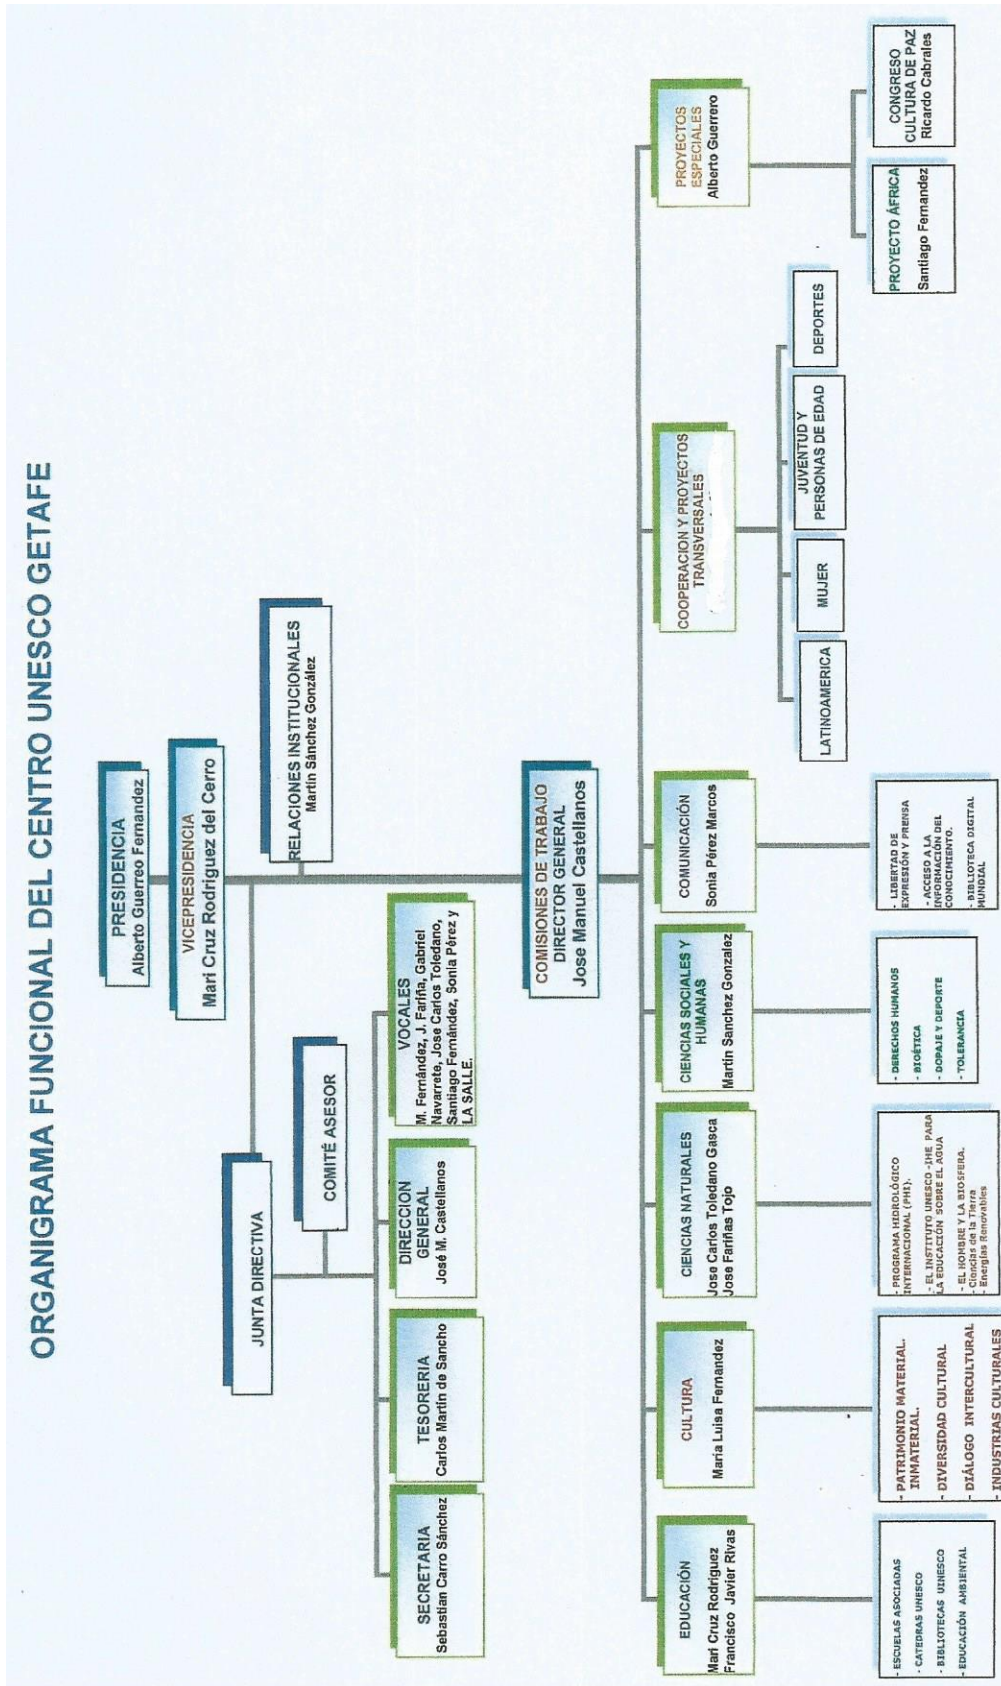 ORGANIGRAMA FUNCIONAL DEL CENTRO UNESCO GETAFE
PRESIDENCIA
Alberto Guerreo Fernandez
VICEPRESIDENCIA
Mari Cruz Rodriguez del Cerro
RELACIONES INSTITUCIONALES
Martin Sánchez González
JUNTA DIRECTIVA
COMITÉ ASESOR
SECRETARIA
Sebastian Carro Sánchez
TESORERIA
Carlos Martin de Sancho
DIRECCION
GENERAL
José M. Castellanos
VOCALES
M. Fernández, J. Fariña, Gabriel
Navarrete, Jose Carlos Toledano,
Santiago Fernández, Sonia Pérez y
LA SALLE.
COMISIONES DE TRABAJO
DIRECTOR GENERAL
Jose Manuel Castellanos
EDUCACIÓN
Mari Cruz Rodríguez
Francisco Javier Rivas
CULTURA
Maria Luisa Fernandez
CIENCIAS NATURALES
Jose Carlos Toledano Gasca
Jose Fariñas Tojo
CIENCIAS SOCIALES Y
HUMANAS
Martin Sanchez Gonzalez
COMUNICACIÓN
Sonia Pérez Marcos
COOPERACION Y PROYECTOS
TRANSVERSALES
PROYECTOS
ESPECIALES
Alberto Guerrero
- ESCUELAS ASOCIADAS
- CATEDRAS UNESCO
- BIBLIOTECAS UINESCO
- EDUCACIÓN AMBIENTAL
- PATRIMONIO MATERIAL.
INMATERIAL.
- DIVERSIDAD CULTURAL
- DIÁLOGO INTERCULTURAL
- INDUSTRIAS CULTURALES
- PROGRAMA HIDROLÓGICO
INTERNACIONAL (PHI).
- EL INSTITUTO UNESCO -IHE PARA
LA EDUCACIÓN SOBRE EL AGUA
- EL HOMBRE Y LA BIOSFERA.
- Ciencias de la Tierra
- Energías Renovables
- DERECHOS HUMANOS
- BIOÉTICA
- DOPAJE Y DEPORTE
- TOLERANCIA
- LIBERTAD DE
EXPRESIÓN Y PRENSA
- ACCESO A LA
INFORMACIÓN DEL
CONOCIMIENTO.
- BIBLIOTECA DIGITAL
MUNDIAL
LATINOAMERICA
MUJER
JUVENTUD Y
PERSONAS DE EDAD
DEPORTES
PROYECTO ÁFRICA
Santiago Fernandez
CONGRESO
CULTURA DE PAZ
Ricardo Cabrales